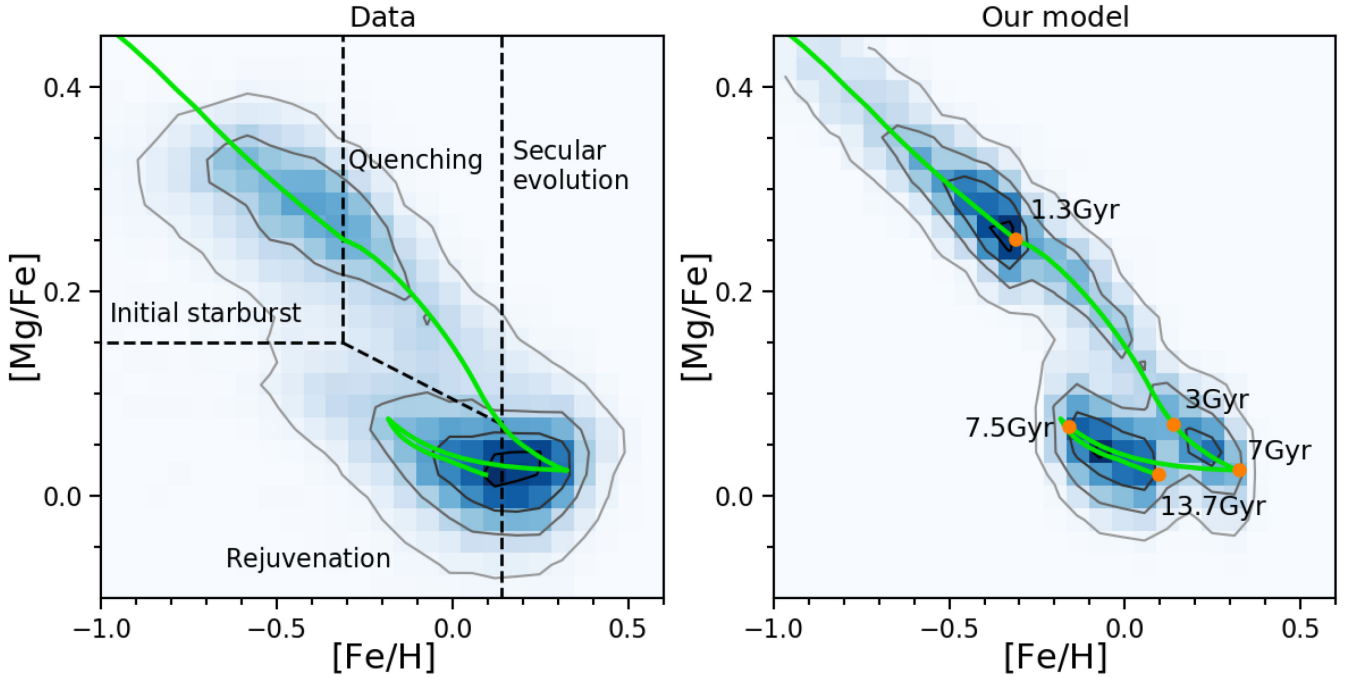 Data
0.4
0.2
0.0
[Mg/Fe]
Quenching
Secular
evolution
Initial starburst
Rejuvenation
−1.0
−0.5
0.0
0.5
[Fe/H]
Our model
0.4
0.2
0.0
[Mg/Fe]
1.3Gyr
3Gyr
7.5Gyr
7Gyr
13.7Gyr
−1.0
−0.5
0.0
0.5
[Fe/H]